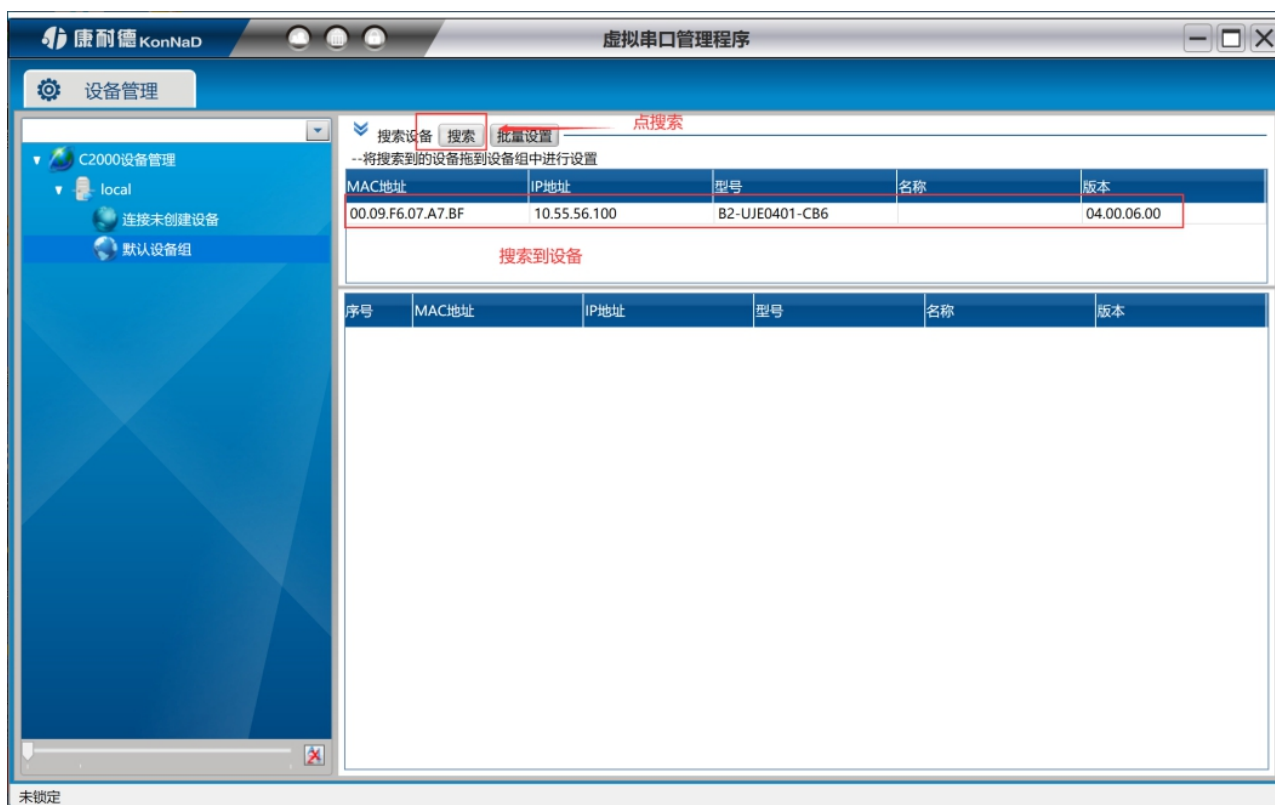 康耐德 KonNaD
虚拟串口管理程序
设备管理
C2000设备管理
local
连接未创建设备
默认设备组
搜索设备 搜索 批量设置 点搜索
--将搜索到的设备拖到设备组中进行设置
MAC地址 IP地址 型号 名称 版本
00.09.F6.07.A7.BF 10.55.56.100 B2-UJE0401-CB6 04.00.06.00
搜索到设备
序号 MAC地址 IP地址 型号 名称 版本
未锁定